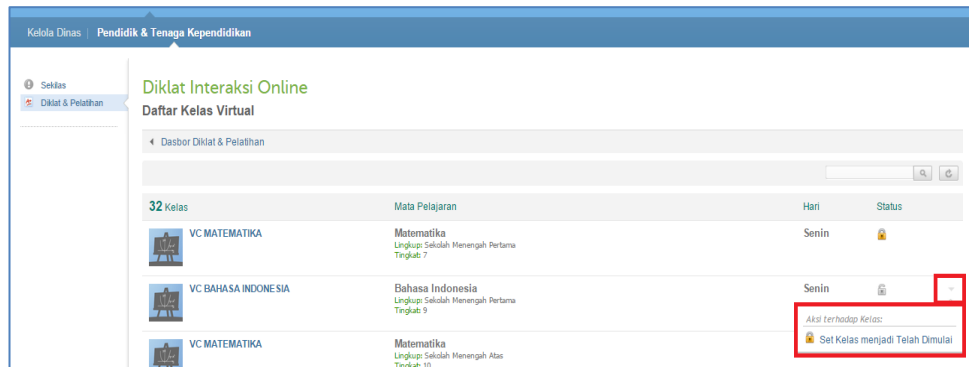 Kelola Dinas | Pendidik & Tenaga Kependidikan
Sekilas
Diklat & Pelatihan
Diklat Interaksi Online
Daftar Kelas Virtual
Dasbor Diklat & Pelatihan
32 Kelas Mata Pelajaran Hari Status
VC MATEMATIKA Matematika Senin
Lingkup: Sekolah Menengah Pertama
Tingkat: 7
VC BAHASA INDONESIA Bahasa Indonesia Senin
Lingkup: Sekolah Menengah Pertama
Tingkat: 9
Aksi terhadap Kelas:
Set Kelas menjadi Telah Dimulai
VC MATEMATIKA Matematika
Lingkup: Sekolah Menengah Atas
Tingkat: 10